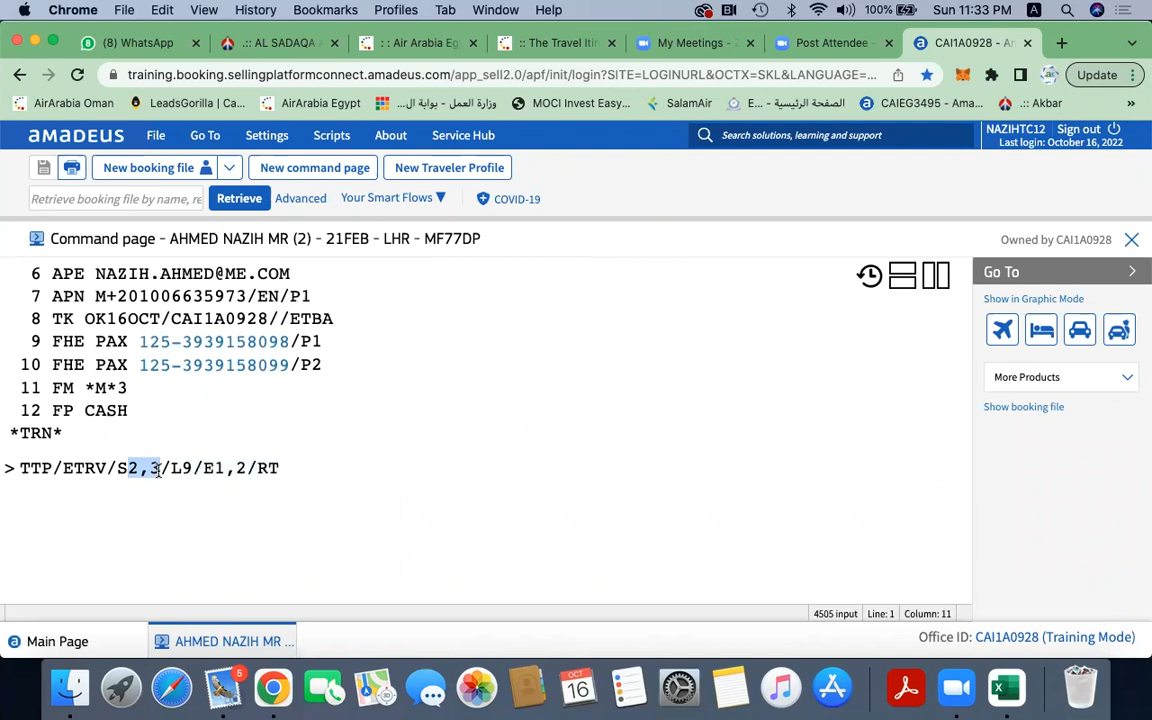 Chrome File Edit View History Bookmarks Profiles Tab Window Help 100% Sun 11:33 PM A
(8) WhatsApp .:: AL SADAQA A : : Air Arabia Eg :: The Travel Itin My Meetings - Z Post Attendee - CAI1A0928 - Am
training.booking.sellingplatformconnect.amadeus.com/app_sell2.0/apf/init/login?SITE=LOGINURL&OCTX=SKL&LANGUAGE=... Update
AirArabia Oman LeadsGorilla | Ca... AirArabia Egypt وزارة العمل - بوابة ال... MOCI Invest Easy... SalamAir E... - الصفحة الرئيسية CAIEG3495 - Ama... .:: Akbar »
amadeus File Go To Settings Scripts About Service Hub Search solutions, learning and support NAZIHTC12 Sign out
Last login: October 16, 2022
New booking file New command page New Traveler Profile
Retrieve booking file by name, re Retrieve Advanced Your Smart Flows COVID-19
Command page - AHMED NAZIH MR (2) - 21FEB - LHR - MF77DP Owned by CAI1A0928
6 APE NAZIH.AHMED@ME.COM
7 APN M+201006635973/EN/P1
8 TK OK16OCT/CAI1A0928//ETBA
9 FHE PAX 125-3939158098/P1
10 FHE PAX 125-3939158099/P2
11 FM *M*3
12 FP CASH
*TRN*
> TTP/ETRV/S2,3/L9/E1,2/RT
Go To
Show in Graphic Mode
More Products
Show booking file
4505 input Line: 1 Column: 11
Main Page AHMED NAZIH MR ... Office ID: CAI1A0928 (Training Mode)
5 OCT 16